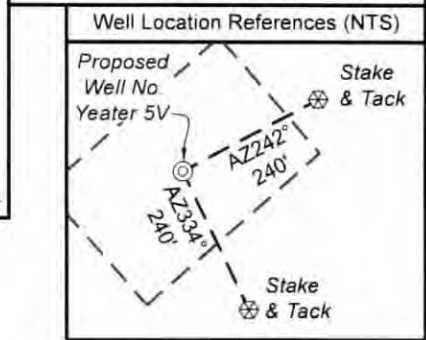 Well Location References (NTS)
Proposed
Well No.
Yeater 5V
Stake
& Tack
AZ242°
240'
AZ334°
240'
Stake
& Tack